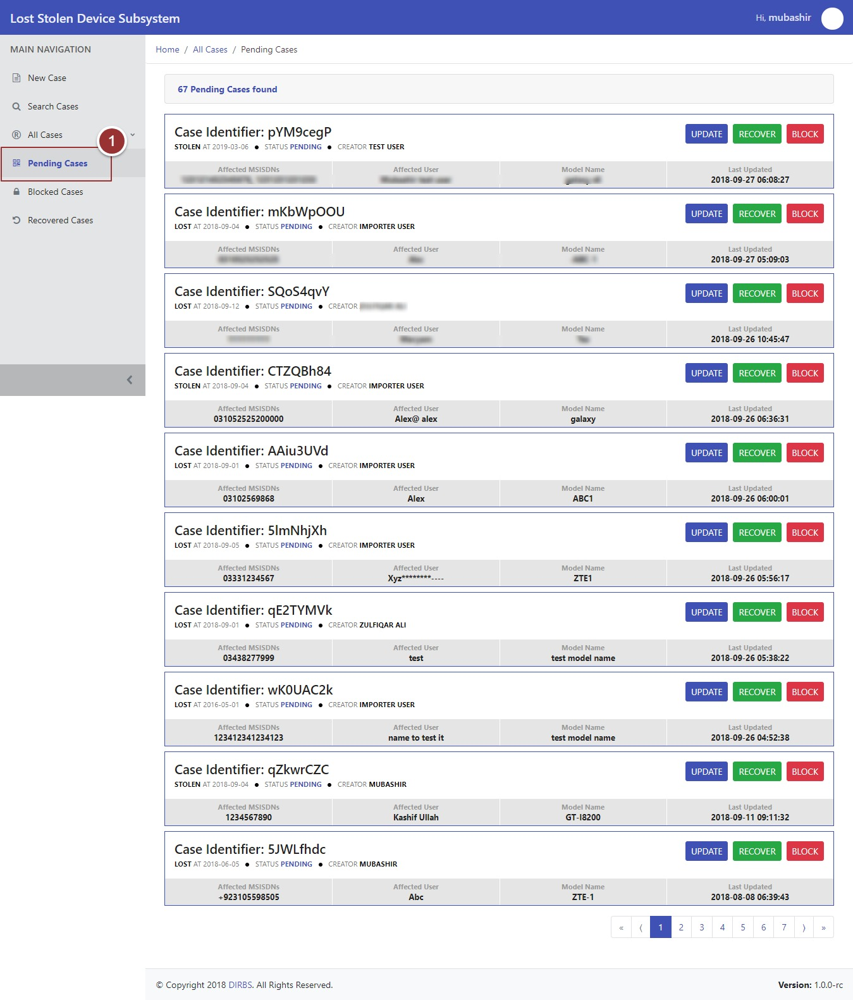 Lost Stolen Device Subsystem
Hi, mubashir
MAIN NAVIGATION
New Case
Search Cases
All Cases
1
Pending Cases
Blocked Cases
Recovered Cases
Home / All Cases / Pending Cases
67 Pending Cases found
Case Identifier: pYM9cegP
UPDATE RECOVER BLOCK
STOLEN AT 2019-03-06 ● STATUS PENDING ● CREATOR TEST USER
Affected MSISDNs Affected User Model Name Last Updated
2018-09-27 06:08:27
Case Identifier: mKbWpOOU
UPDATE RECOVER BLOCK
LOST AT 2018-09-04 ● STATUS PENDING ● CREATOR IMPORTER USER
Affected MSISDNs Affected User Model Name Last Updated
2018-09-27 05:09:03
Case Identifier: SQoS4qvY
UPDATE RECOVER BLOCK
LOST AT 2018-09-12 ● STATUS PENDING ● CREATOR
Affected MSISDNs Affected User Model Name Last Updated
2018-09-26 10:45:47
Case Identifier: CTZQBh84
UPDATE RECOVER BLOCK
STOLEN AT 2018-09-04 ● STATUS PENDING ● CREATOR IMPORTER USER
Affected MSISDNs Affected User Model Name Last Updated
031052525200000 Alex@ alex galaxy 2018-09-26 06:36:31
Case Identifier: AAiu3UVd
UPDATE RECOVER BLOCK
LOST AT 2018-09-01 ● STATUS PENDING ● CREATOR IMPORTER USER
Affected MSISDNs Affected User Model Name Last Updated
03102569868 Alex ABC1 2018-09-26 06:00:01
Case Identifier: 5lmNhjXh
UPDATE RECOVER BLOCK
LOST AT 2018-09-05 ● STATUS PENDING ● CREATOR IMPORTER USER
Affected MSISDNs Affected User Model Name Last Updated
03331234567 Xyz********---- ZTE1 2018-09-26 05:56:17
Case Identifier: qE2TYMVk
UPDATE RECOVER BLOCK
LOST AT 2018-09-01 ● STATUS PENDING ● CREATOR ZULFIQAR ALI
Affected MSISDNs Affected User Model Name Last Updated
03438277999 test test model name 2018-09-26 05:38:22
Case Identifier: wK0UAC2k
UPDATE RECOVER BLOCK
LOST AT 2016-05-01 ● STATUS PENDING ● CREATOR IMPORTER USER
Affected MSISDNs Affected User Model Name Last Updated
123412341234123 name to test it test model name 2018-09-26 04:52:38
Case Identifier: qZkwrCZC
UPDATE RECOVER BLOCK
STOLEN AT 2018-09-04 ● STATUS PENDING ● CREATOR MUBASHIR
Affected MSISDNs Affected User Model Name Last Updated
1234567890 Kashif Ullah GT-I8200 2018-09-11 09:11:32
Case Identifier: 5JWLfhdc
UPDATE RECOVER BLOCK
LOST AT 2018-06-05 ● STATUS PENDING ● CREATOR MUBASHIR
Affected MSISDNs Affected User Model Name Last Updated
+923105598505 Abc ZTE-1 2018-08-08 06:39:43
« ⟨ 1 2 3 4 5 6 7 ⟩ »
© Copyright 2018 DIRBS. All Rights Reserved.
Version: 1.0.0-rc